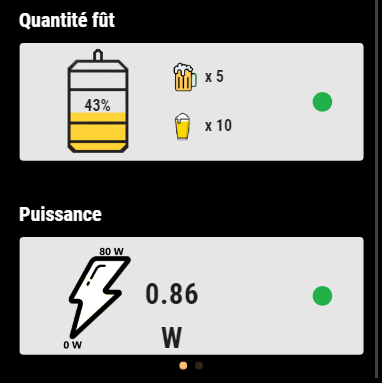 Quantité fût
43%
x 5
x 10
Puissance
80 W
0.86
W
0 W